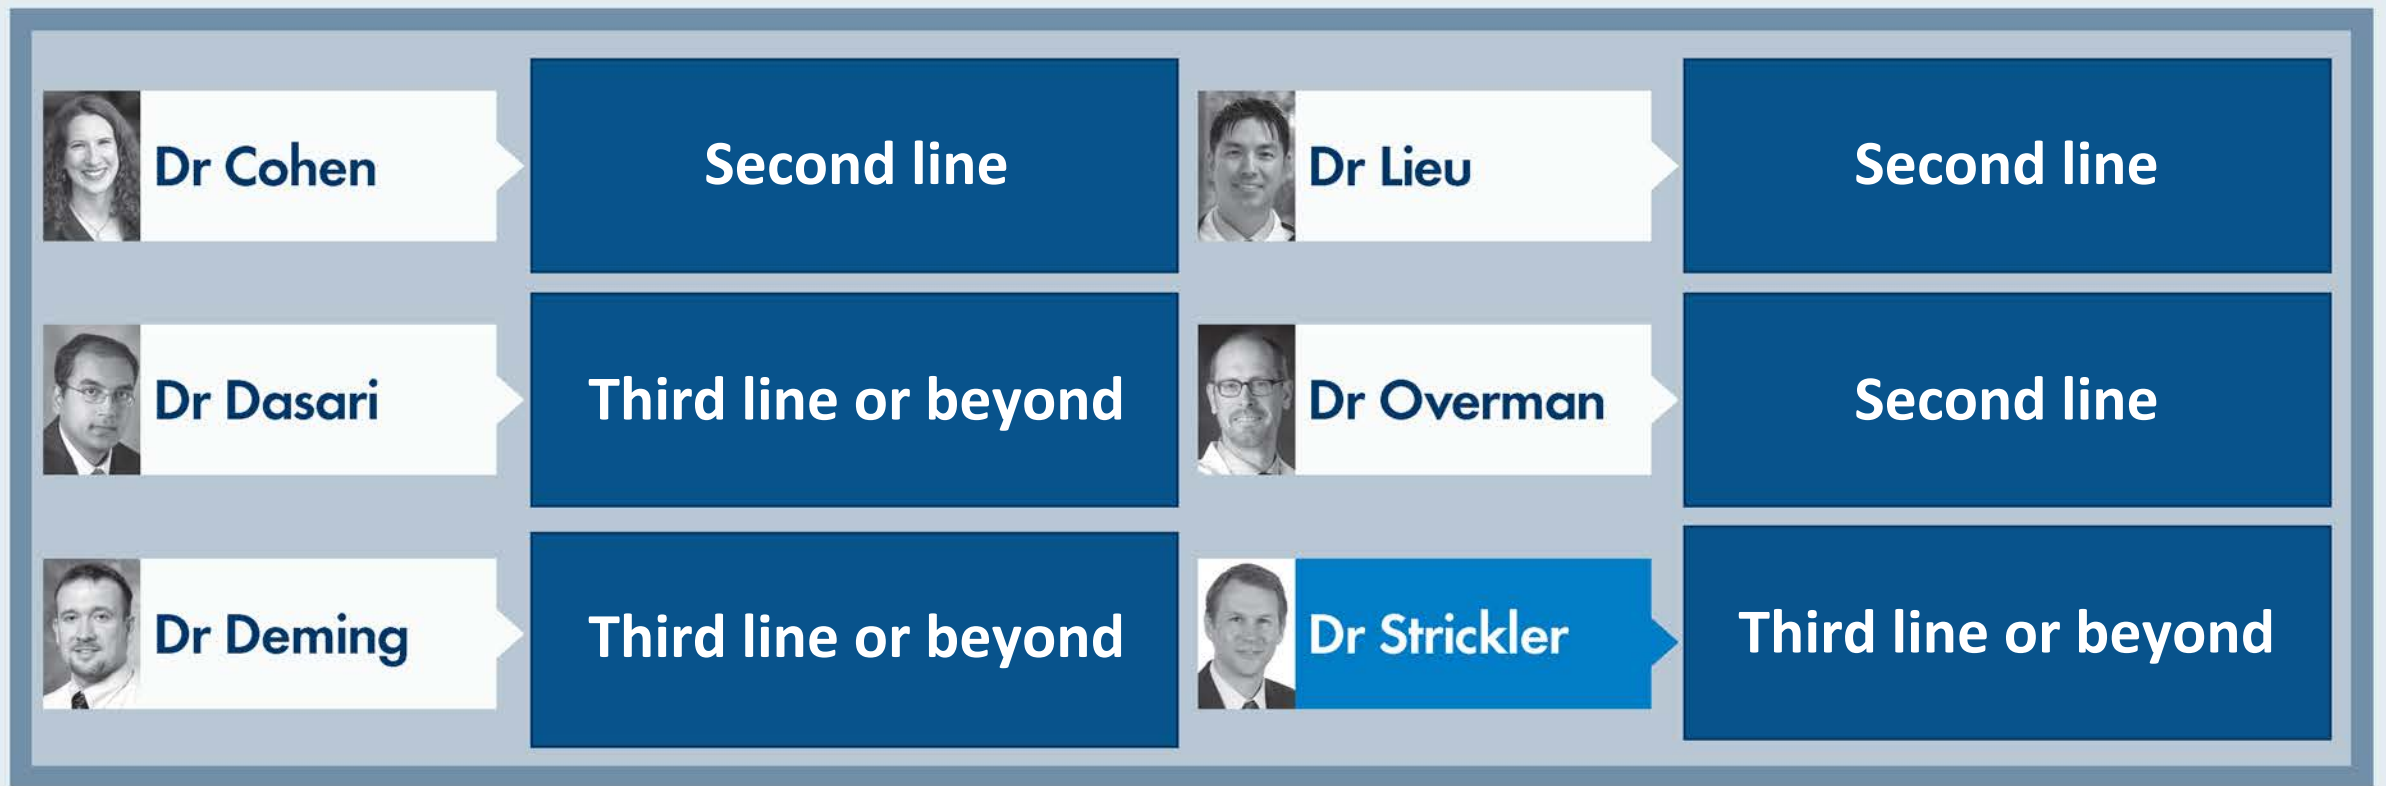 Dr Cohen
Second line
Dr Lieu
Second line
Dr Dasari
Third line or beyond
Dr Overman
Second line
Dr Deming
Third line or beyond
Dr Strickler
Third line or beyond